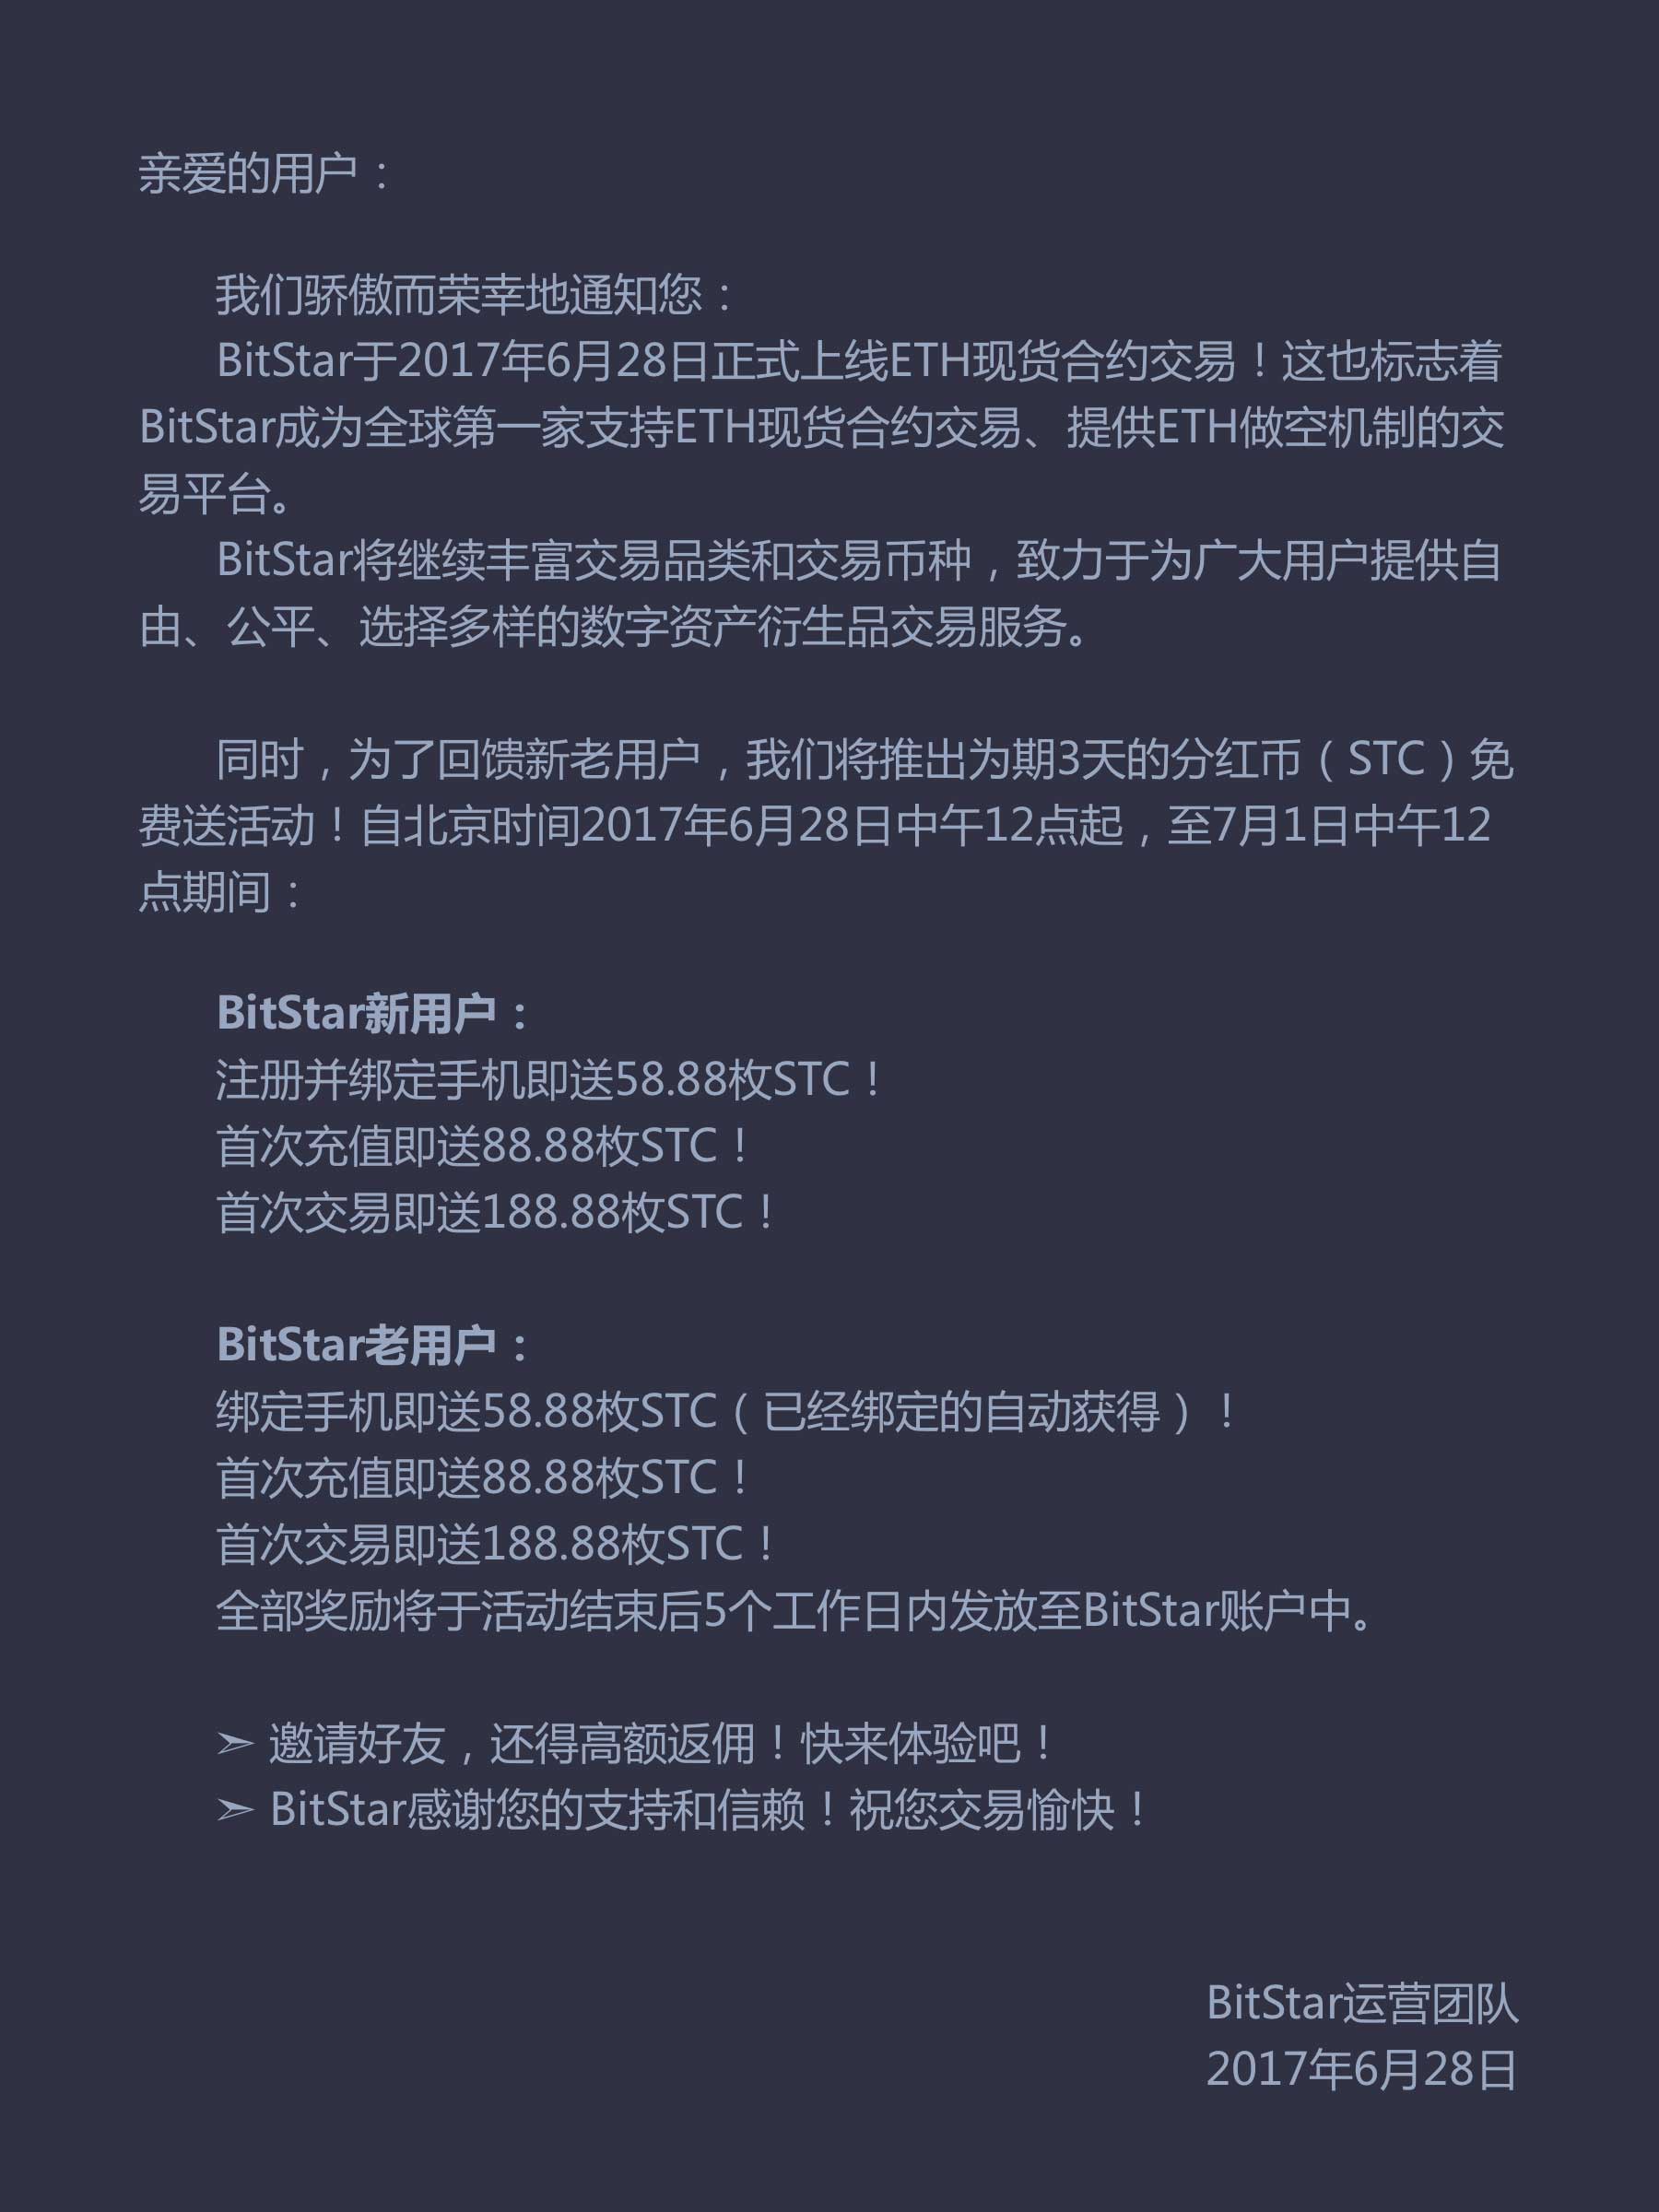 亲爱的用户：
我们骄傲而荣幸地通知您：
BitStar于2017年6月28日正式上线ETH现货合约交易！这也标志着
BitStar成为全球第一家支持ETH现货合约交易、提供ETH做空机制的交
易平台。
BitStar将继续丰富交易品类和交易币种，致力于为广大用户提供自
由、公平、选择多样的数字资产衍生品交易服务。
同时，为了回馈新老用户，我们将推出为期3天的分红币（STC）免
费送活动！自北京时间2017年6月28日中午12点起，至7月1日中午12
点期间：
BitStar新用户：
注册并绑定手机即送58.88枚STC！
首次充值即送88.88枚STC！
首次交易即送188.88枚STC！
BitStar老用户：
绑定手机即送58.88枚STC（已经绑定的自动获得）！
首次充值即送88.88枚STC！
首次交易即送188.88枚STC！
全部奖励将于活动结束后5个工作日内发放至BitStar账户中。
➢ 邀请好友，还得高额返佣！快来体验吧！
➢ BitStar感谢您的支持和信赖！祝您交易愉快！
BitStar运营团队
2017年6月28日